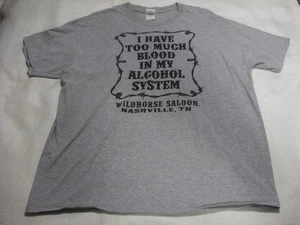 I HAVE
TOO MUCH
BLOOD
IN MY
ALCOHOL
SYSTEM
WILDHORSE SALOON
NASHVILLE, TN